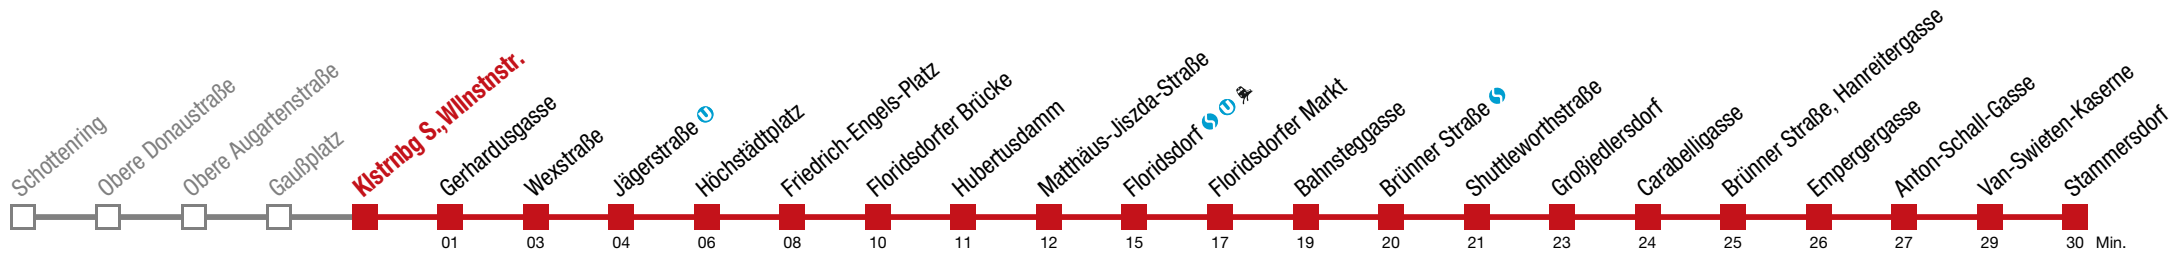 Schottenring
Obere Donaustraße
Obere Augartenstraße
Gaußplatz
Klstrnbg S.,Wllnstnstr.
Gerhardusgasse
Wexstraße
Jägerstraße U
Höchstädtplatz
Friedrich-Engels-Platz
Floridsdorfer Brücke
Hubertusdamm
Matthäus-Jiszda-Straße
Floridsdorf S U
Floridsdorfer Markt
Bahnsteggasse
Brünner Straße S
Shuttleworthstraße
Großjedlersdorf
Carabelligasse
Brünner Straße, Hanreitergasse
Empergergasse
Anton-Schall-Gasse
Van-Swieten-Kaserne
Stammersdorf
01 03 04 06 08 10 11 12 15 17 19 20 21 23 24 25 26 27 29 30 Min.